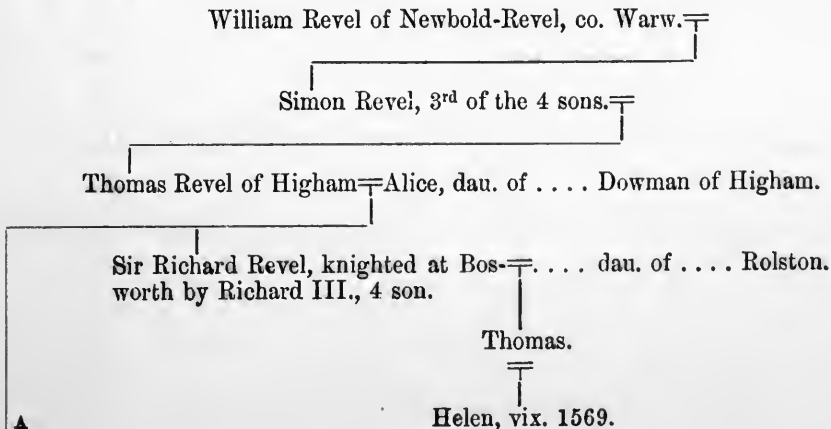 William Revel of Newbold-Revel, co. Warw.
Simon Revel, 3rd of the 4 sons.
Thomas Revel of Higham Alice, dau. of .... Dowman of Higham.
Sir Richard Revel, knighted at Bos- .... dau. of .... Rolston.
worth by Richard III., 4 son.
Thomas.
A Helen, vix. 1569.